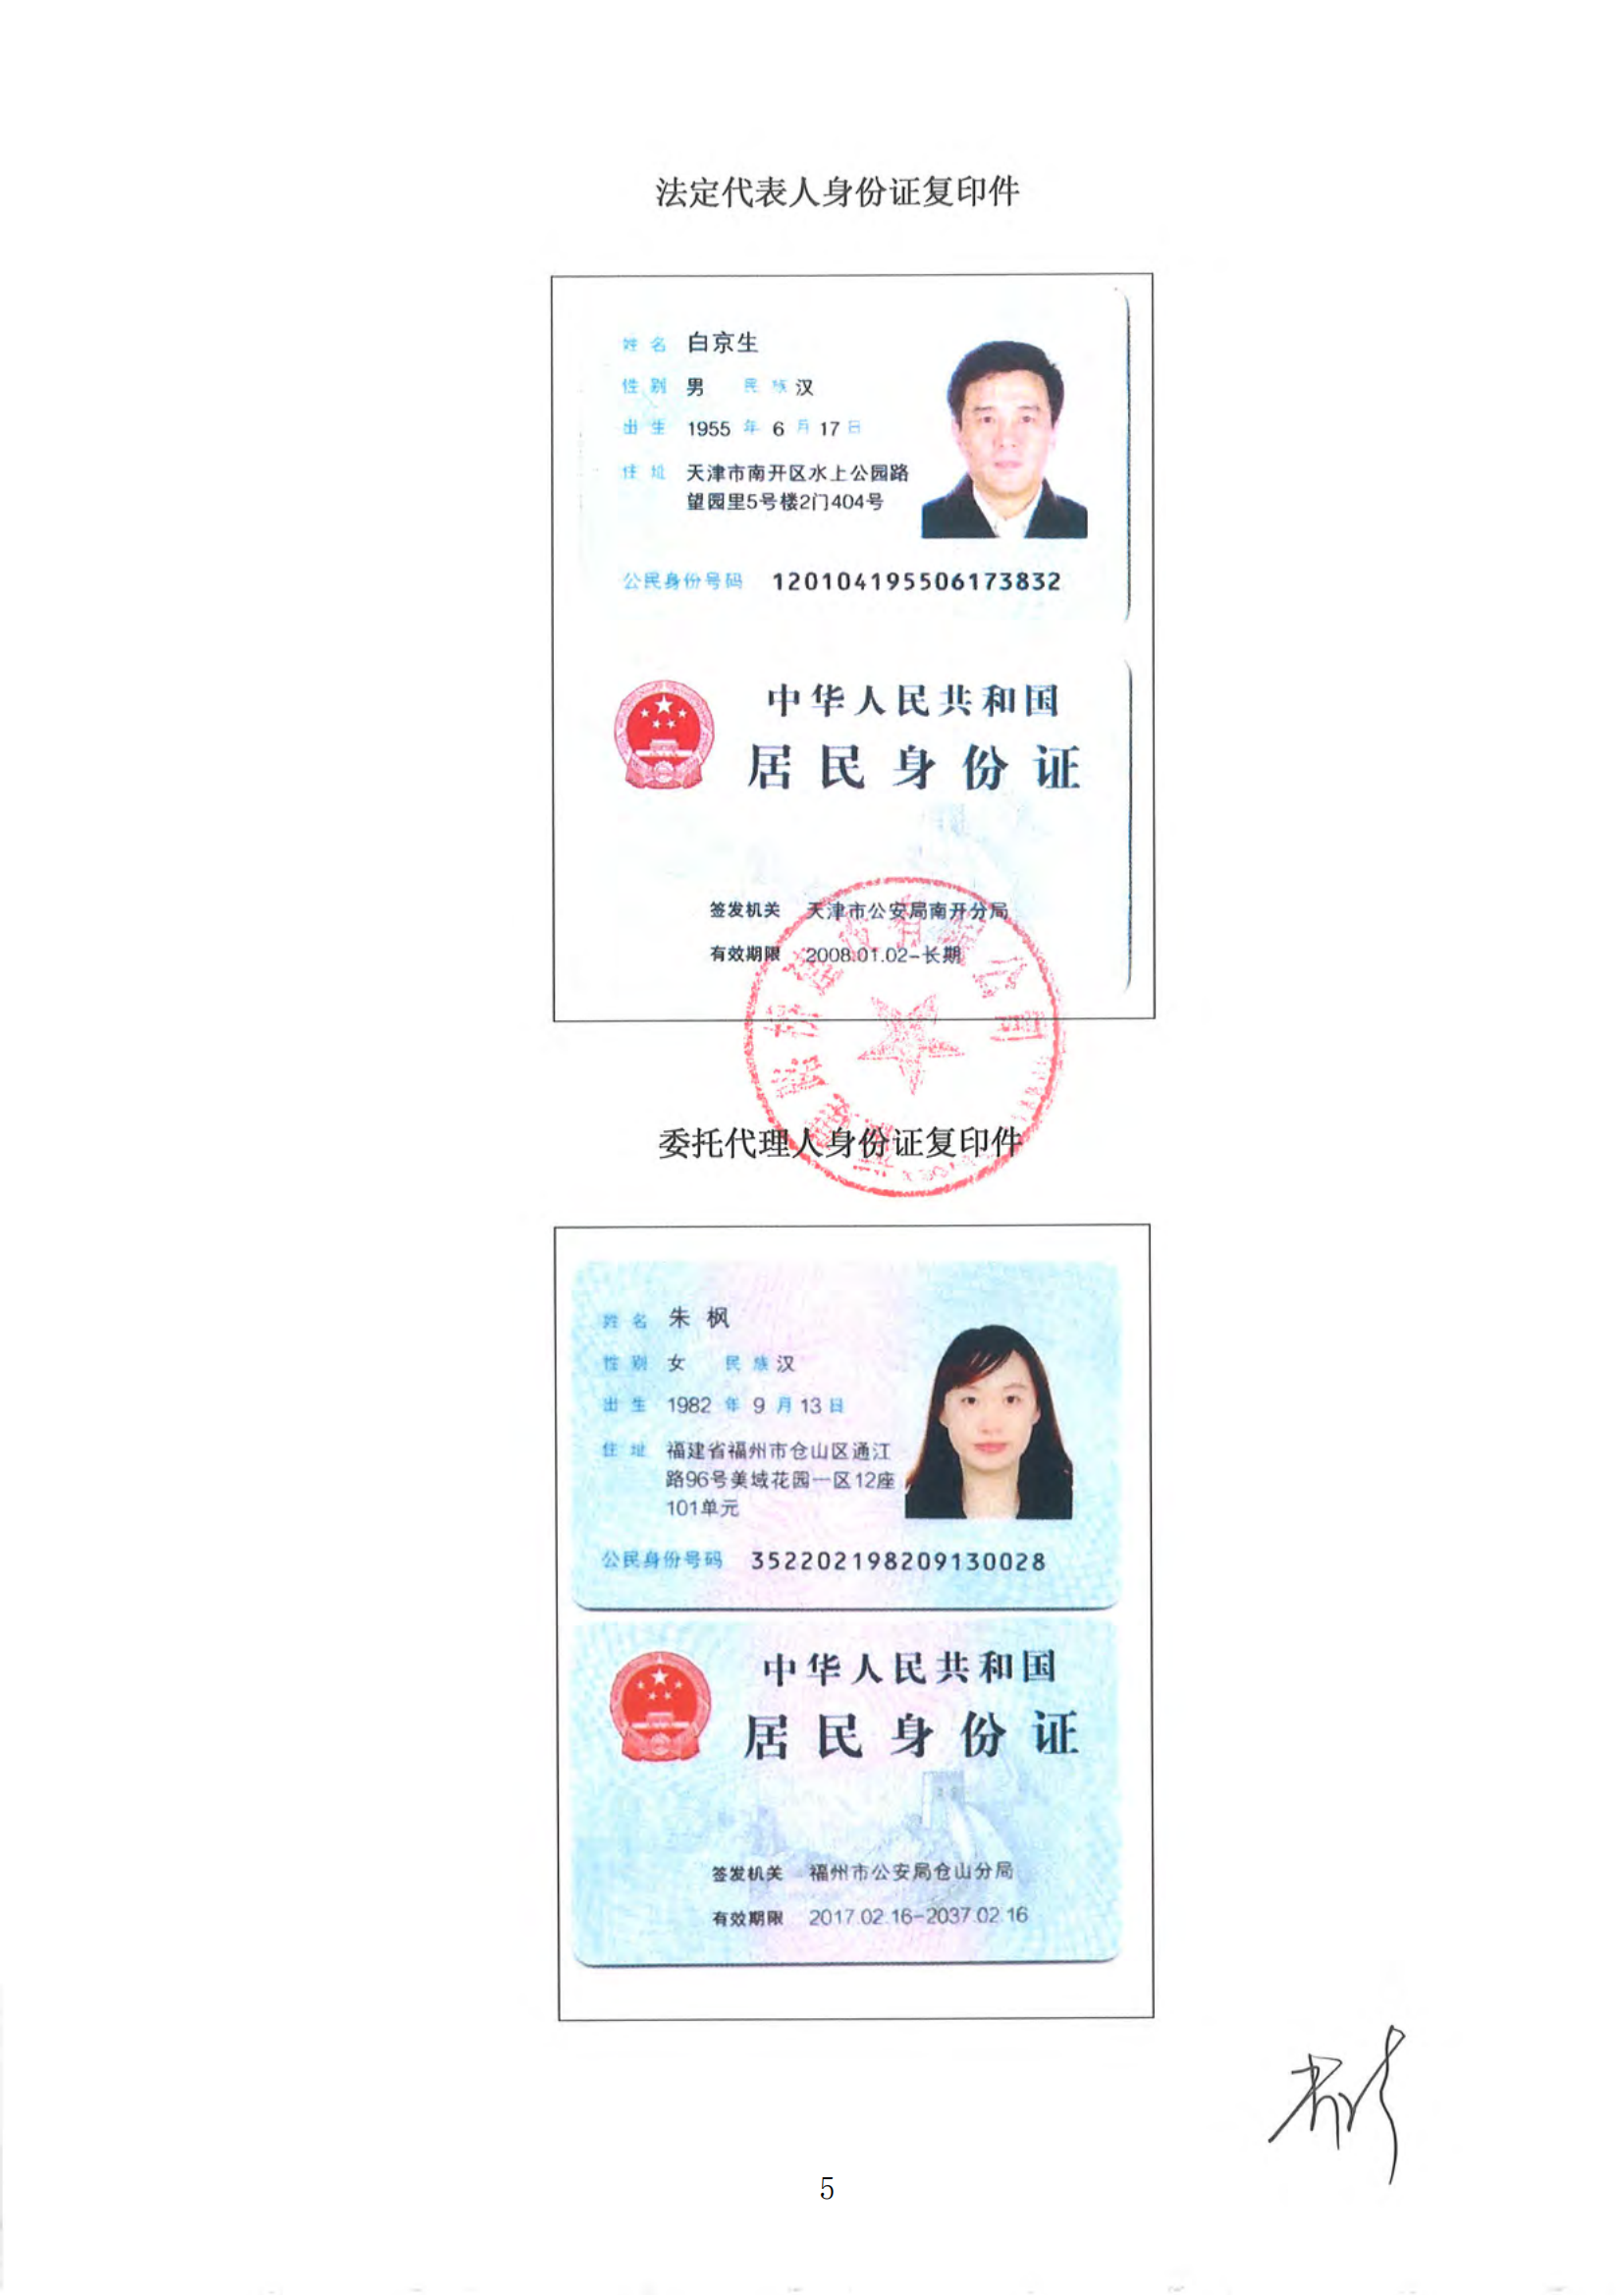 法定代表人身份证复印件
姓名 白京生
性别 男 民族 汉
出生 1955 年 6 月 17 日
住址 天津市南开区水上公园路
望园里5号楼2门404号
公民身份号码 120104195506173832
中华人民共和国
居民身份证
签发机关 天津市公安局南开分局
有效期限 2008.01.02-长期
委托代理人身份证复印件
姓名 朱枫
性别 女 民族 汉
出生 1982 年 9 月 13 日
住址 福建省福州市仓山区通江
路96号美域花园一区12座
101单元
公民身份号码 352202198209130028
中华人民共和国
居民身份证
签发机关 福州市公安局仓山分局
有效期限 2017.02.16-2037.02.16
5